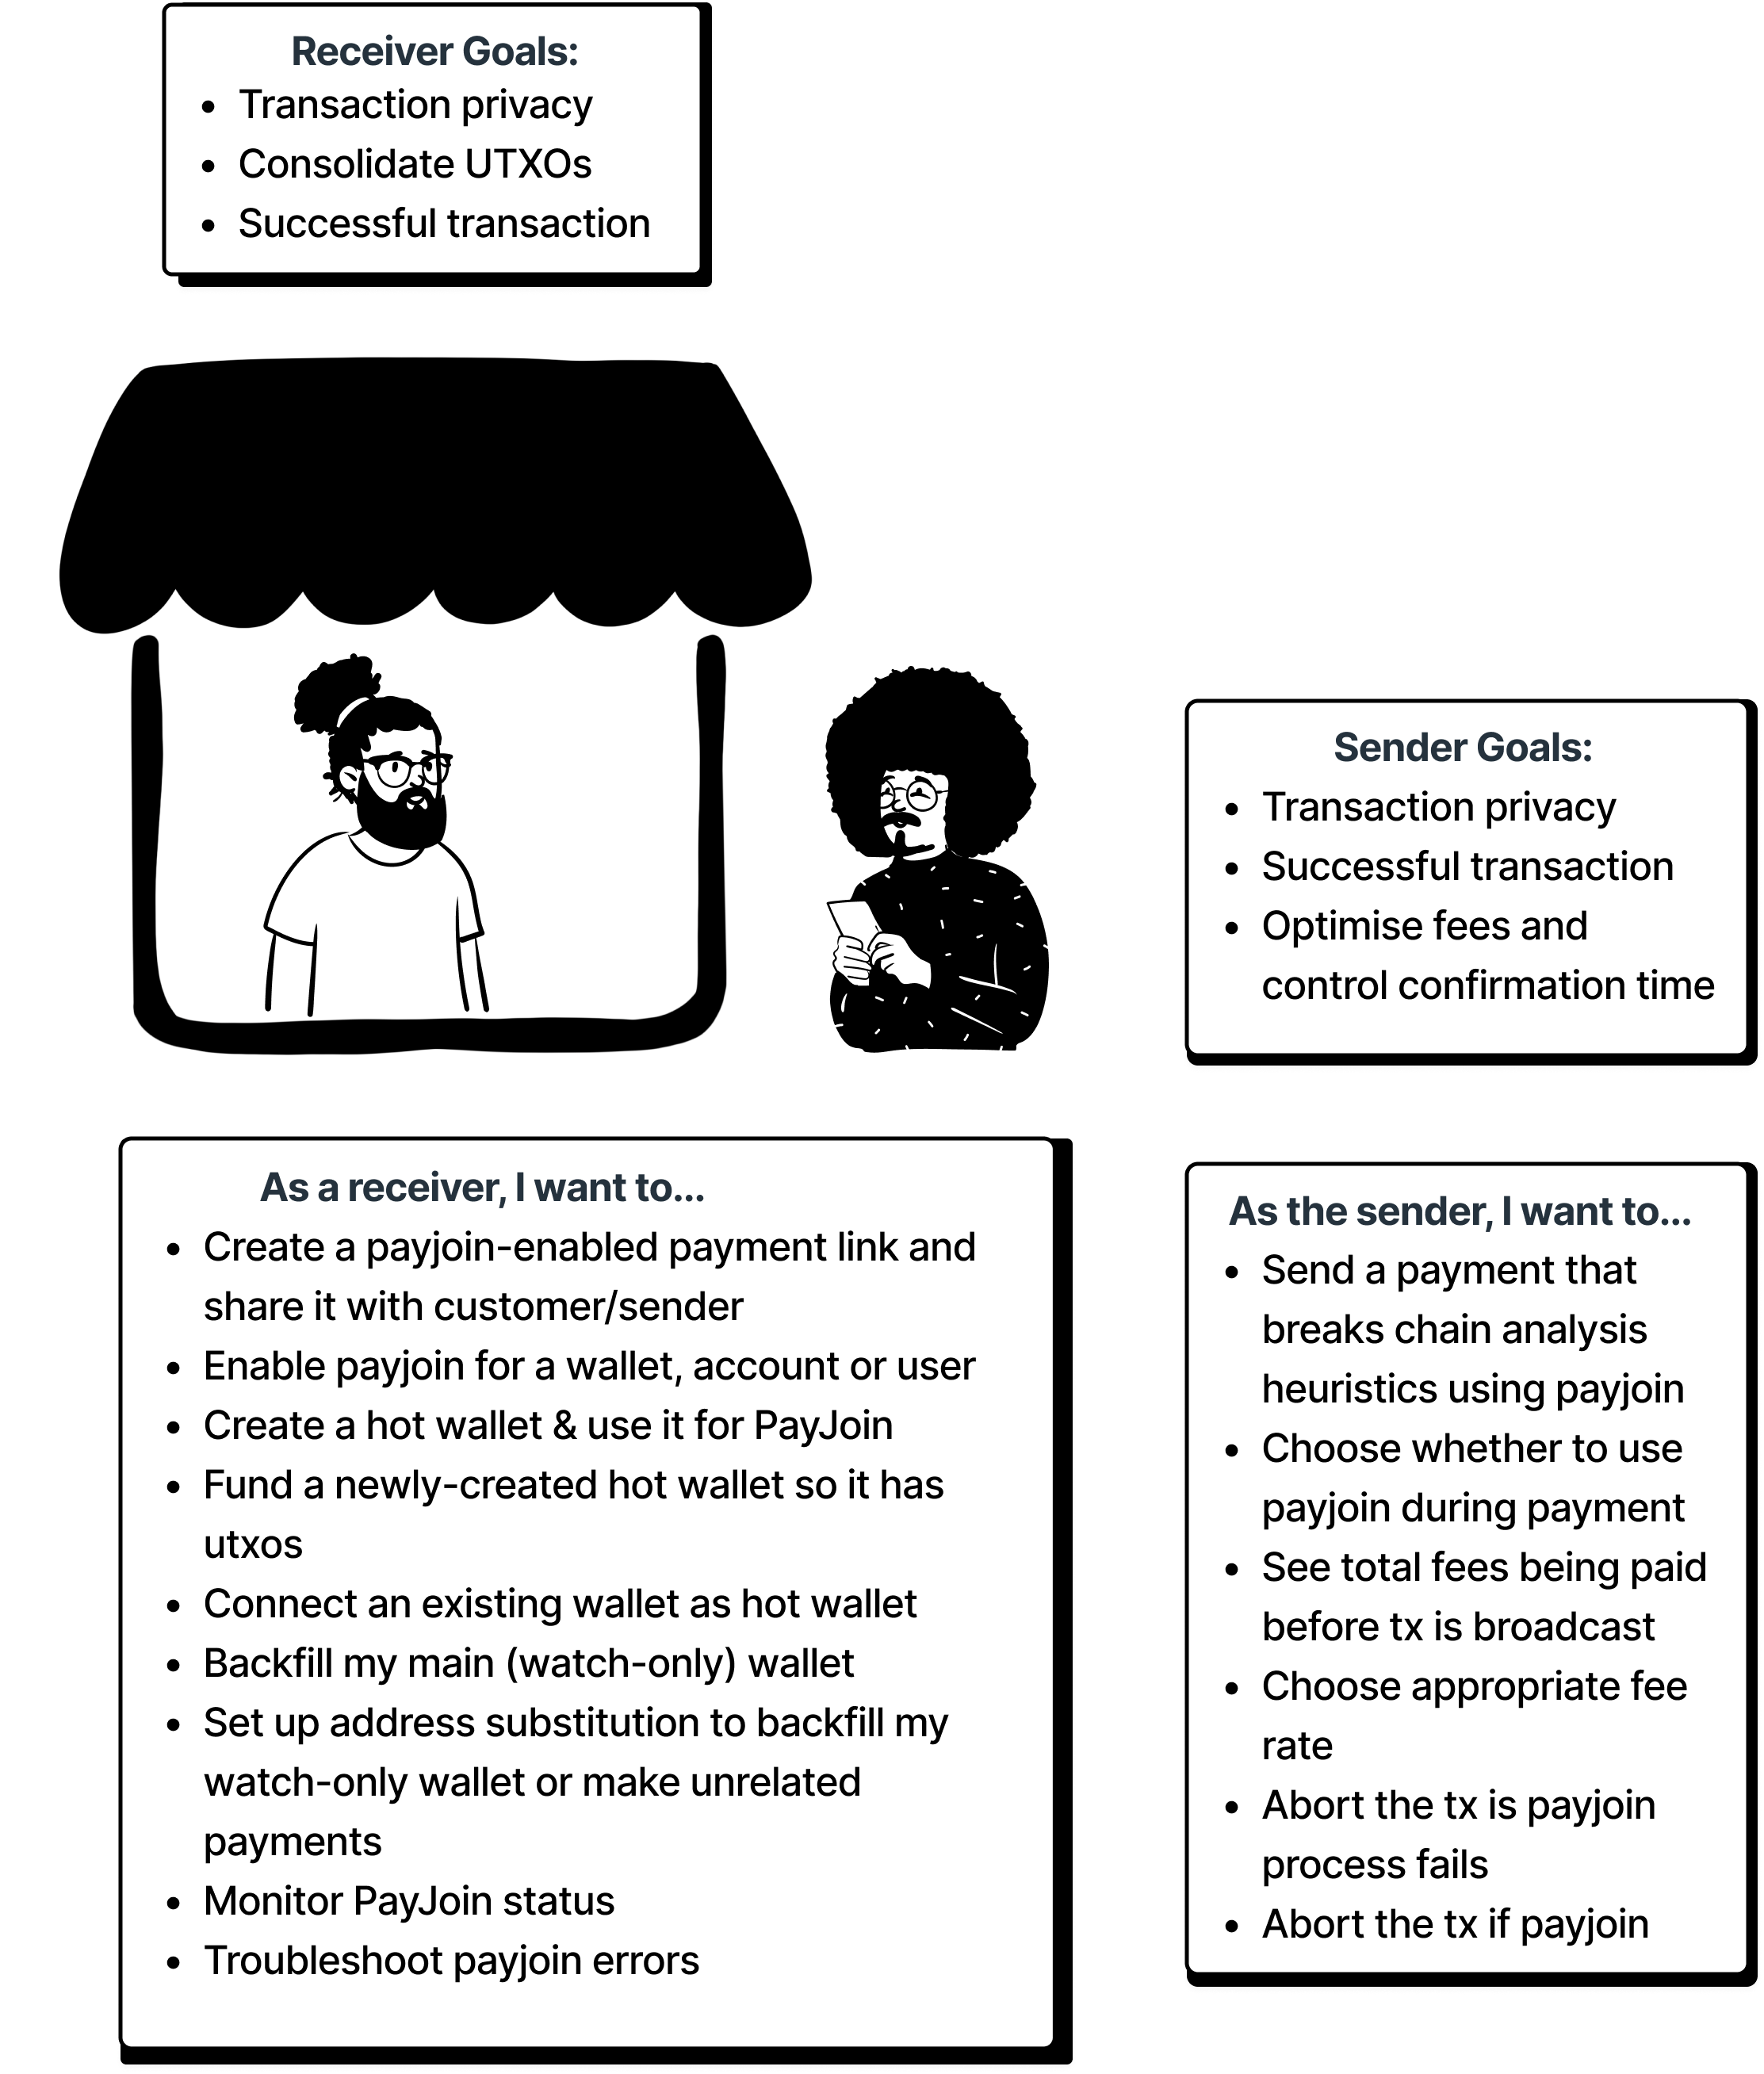 Receiver Goals:
• Transaction privacy
• Consolidate UTXOs
• Successful transaction
Sender Goals:
• Transaction privacy
• Successful transaction
• Optimise fees and
control confirmation time
As a receiver, I want to...
• Create a payjoin-enabled payment link and
share it with customer/sender
• Enable payjoin for a wallet, account or user
• Create a hot wallet & use it for PayJoin
• Fund a newly-created hot wallet so it has
utxos
• Connect an existing wallet as hot wallet
• Backfill my main (watch-only) wallet
• Set up address substitution to backfill my
watch-only wallet or make unrelated
payments
• Monitor PayJoin status
• Troubleshoot payjoin errors
As the sender, I want to...
• Send a payment that
breaks chain analysis
heuristics using payjoin
• Choose whether to use
payjoin during payment
• See total fees being paid
before tx is broadcast
• Choose appropriate fee
rate
• Abort the tx is payjoin
process fails
• Abort the tx if payjoin